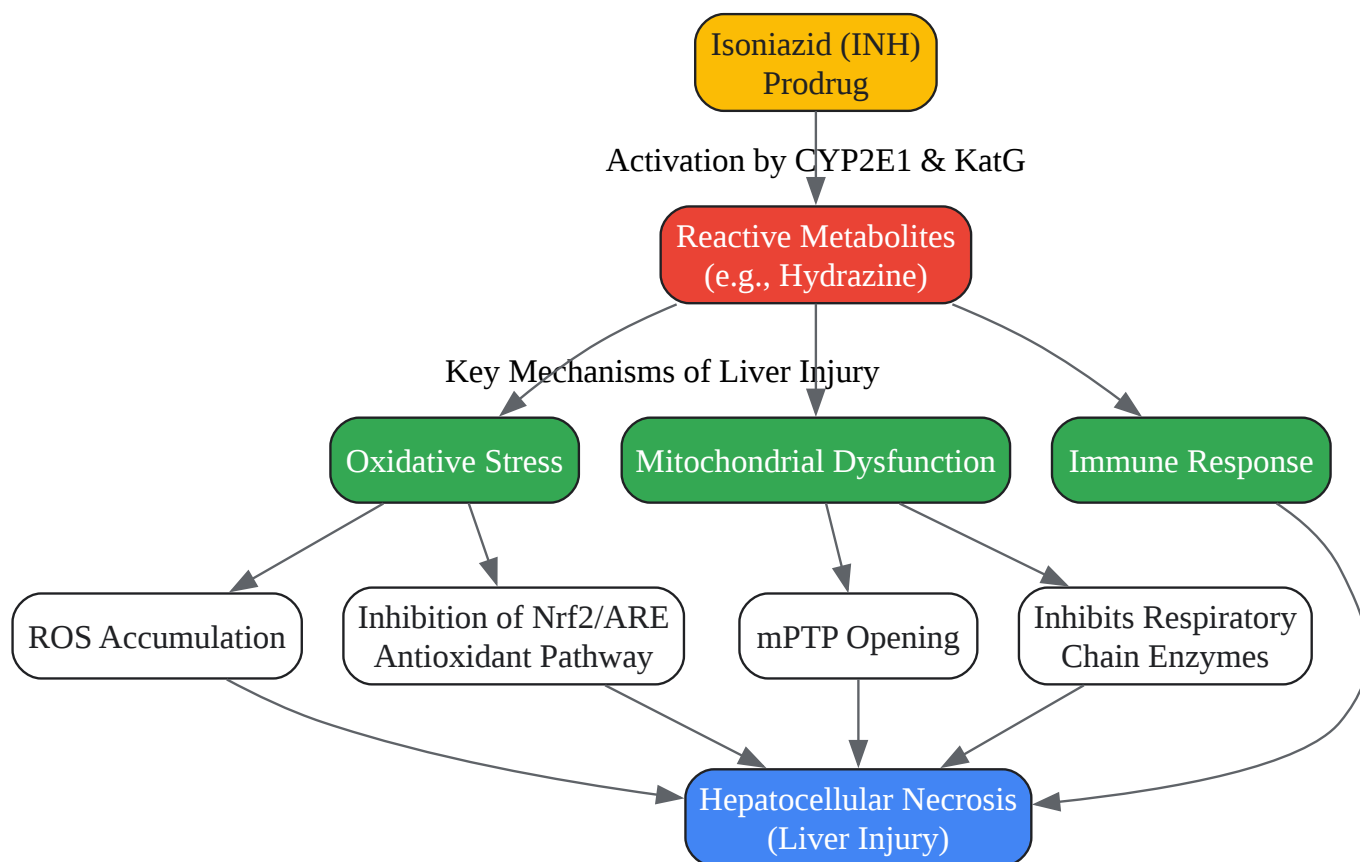 Isoniazid (INH)
Prodrug
Activation by CYP2E1 & KatG
Reactive Metabolites
(e.g., Hydrazine)
Key Mechanisms of Liver Injury
Oxidative Stress
Mitochondrial Dysfunction
Immune Response
ROS Accumulation
Inhibition of Nrf2/ARE
Antioxidant Pathway
mPTP Opening
Inhibits Respiratory
Chain Enzymes
Hepatocellular Necrosis
(Liver Injury)